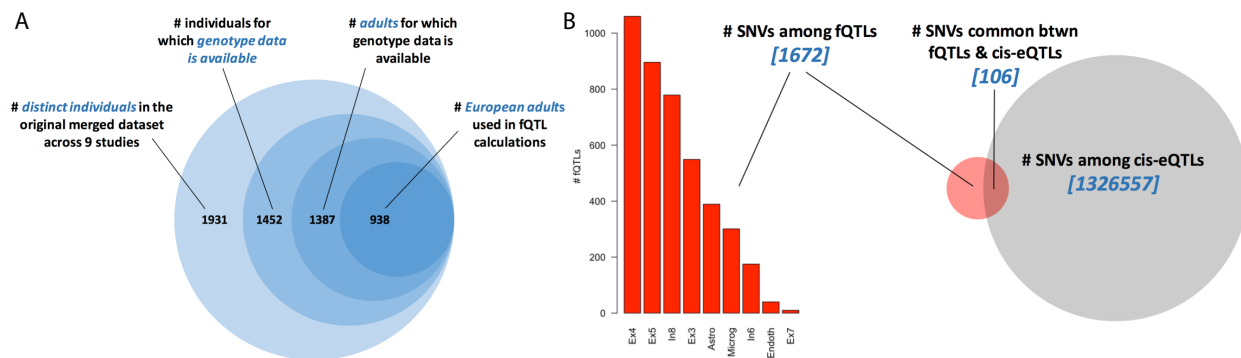 A
# individuals for
which genotype data
is available
# adults for which
genotype data is
available
# distinct individuals in the
original merged dataset
across 9 studies
# European adults
used in fQTL
calculations
1931
1452
1387
938
B
# fQTLs
1000
800
600
400
200
0
Ex4
Ex5
In8
Ex3
Astro
Microg
In6
Endoth
Ex7
# SNVs among fQTLs
[1672]
# SNVs common btwn
fQTLs & cis-eQTLs
[106]
# SNVs among cis-eQTLs
[1326557]